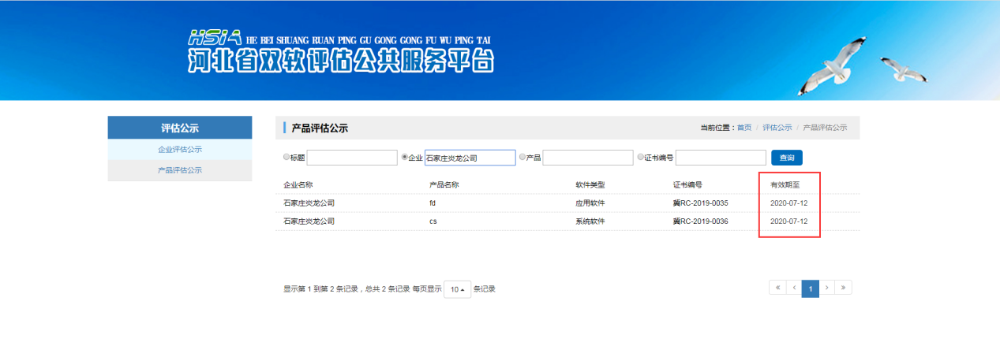 HSIA HE BEI SHUANG RUAN PING GU GONG GONG FU WU PING TAI
河北省双软评估公共服务平台
评估公示
企业评估公示
产品评估公示
产品评估公示 当前位置：首页 / 评估公示 / 产品评估公示
标题 企业 石家庄炎龙公司 产品 证书编号 查询
企业名称 产品名称 软件类型 证书编号 有效期至
石家庄炎龙公司 fd 应用软件 冀RC-2019-0035 2020-07-12
石家庄炎龙公司 cs 系统软件 冀RC-2019-0036 2020-07-12
显示第 1 到第 2 条记录，总共 2 条记录 每页显示 10 条记录 « ‹ 1 › »